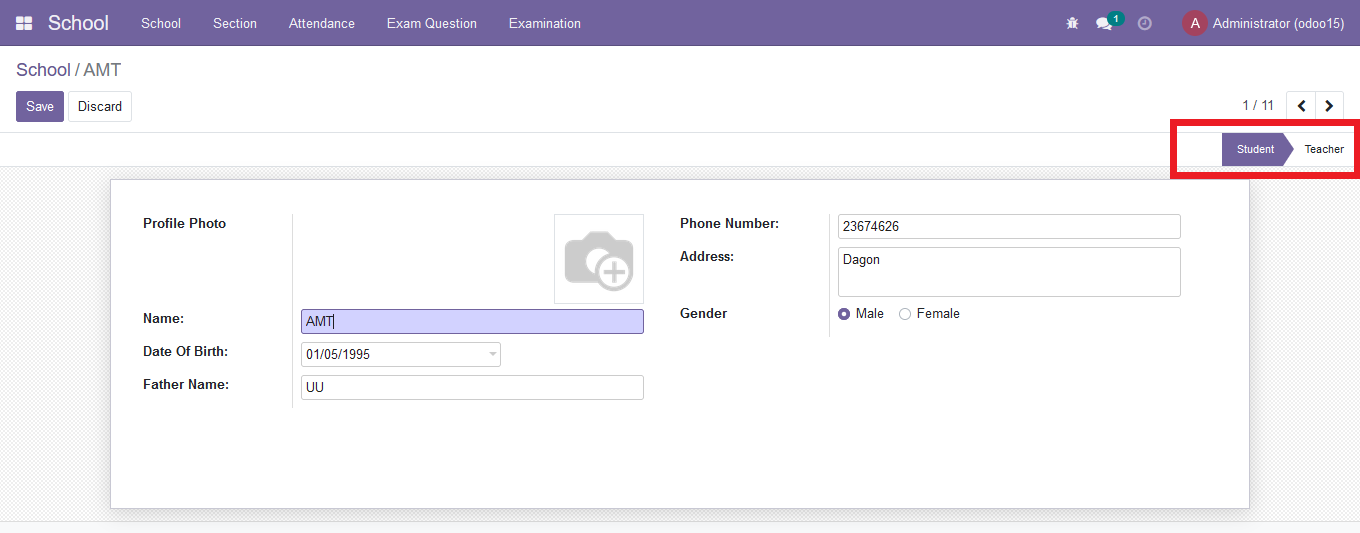 School School Section Attendance Exam Question Examination 1 A Administrator (odoo15)
School / AMT
Save Discard 1 / 11
Student Teacher
Profile Photo
Name: AMT
Date Of Birth: 01/05/1995
Father Name: UU
Phone Number: 23674626
Address: Dagon
Gender Male Female